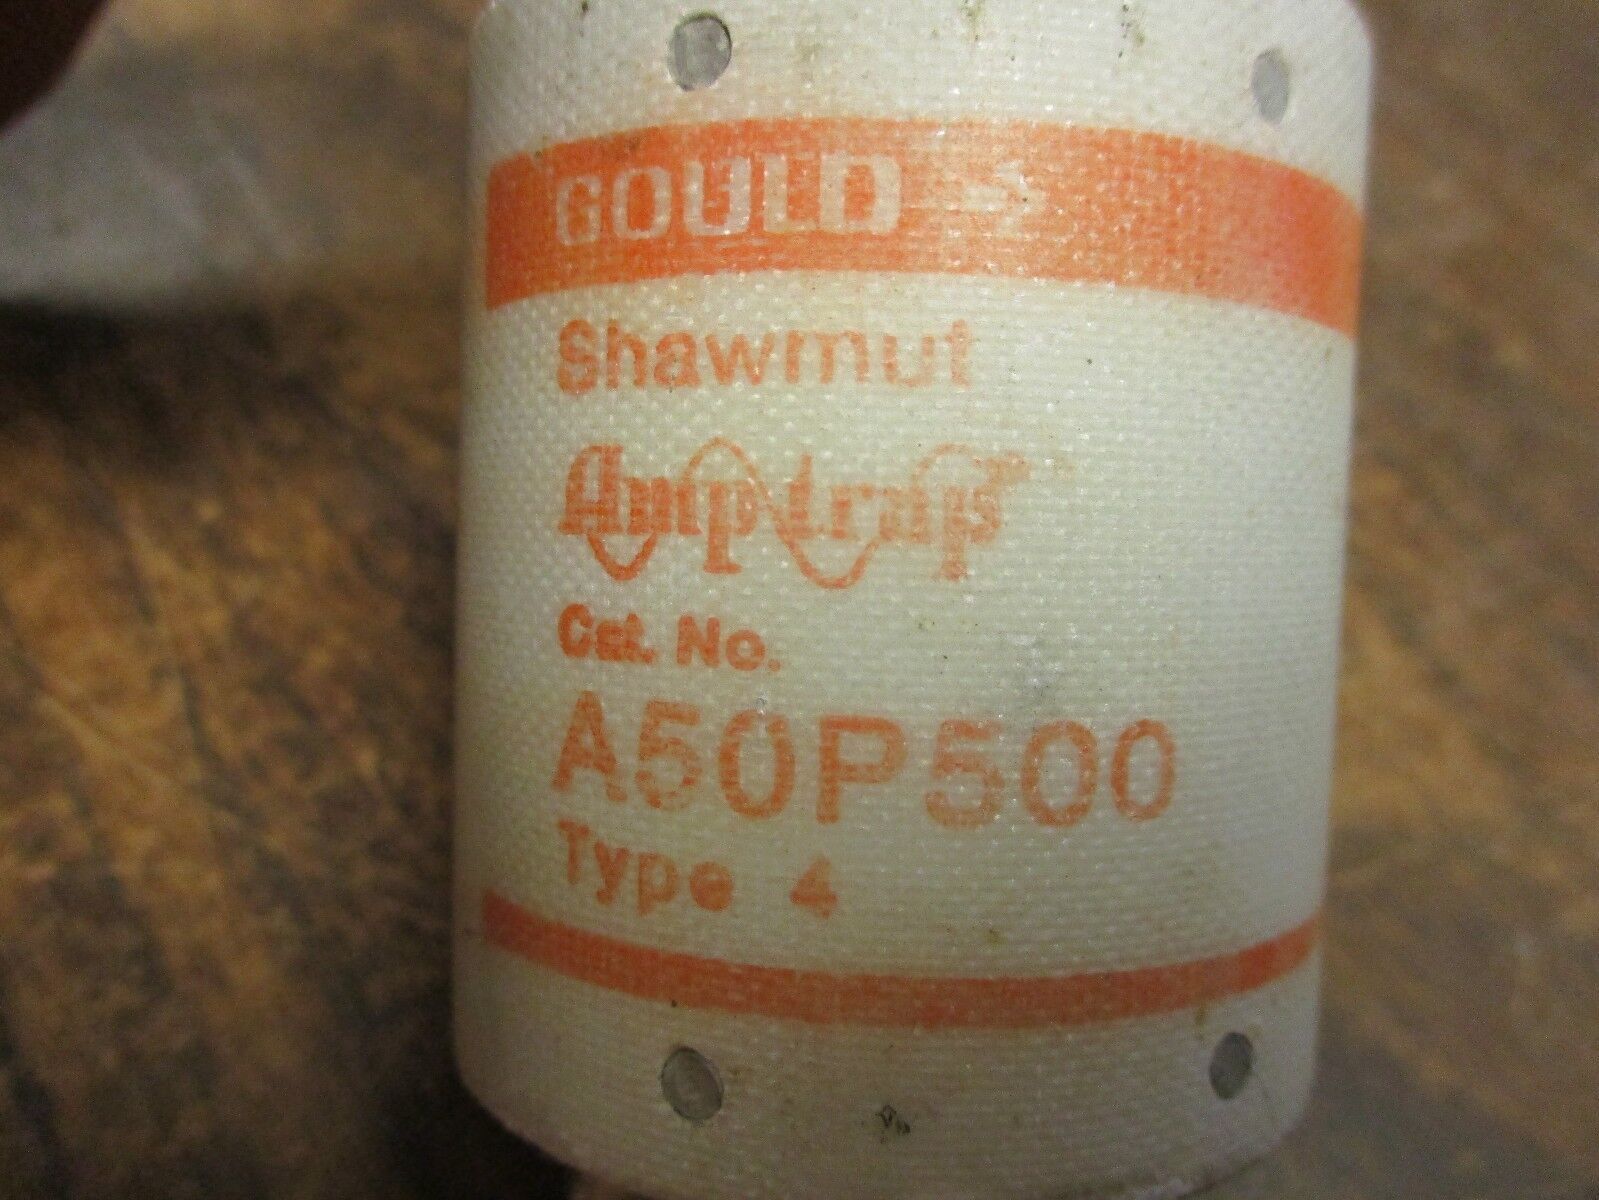 GOULD
Shawmut
Amp-trap
Cat. No.
A50P500
Type 4